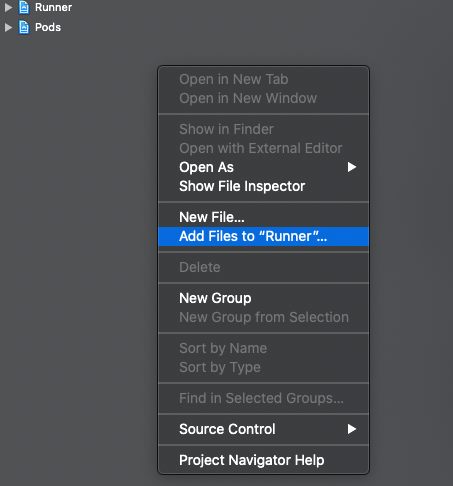 Runner
Pods
Open in New Tab
Open in New Window
Show in Finder
Open with External Editor
Open As
Show File Inspector
New File...
Add Files to “Runner”...
Delete
New Group
New Group from Selection
Sort by Name
Sort by Type
Find in Selected Groups...
Source Control
Project Navigator Help